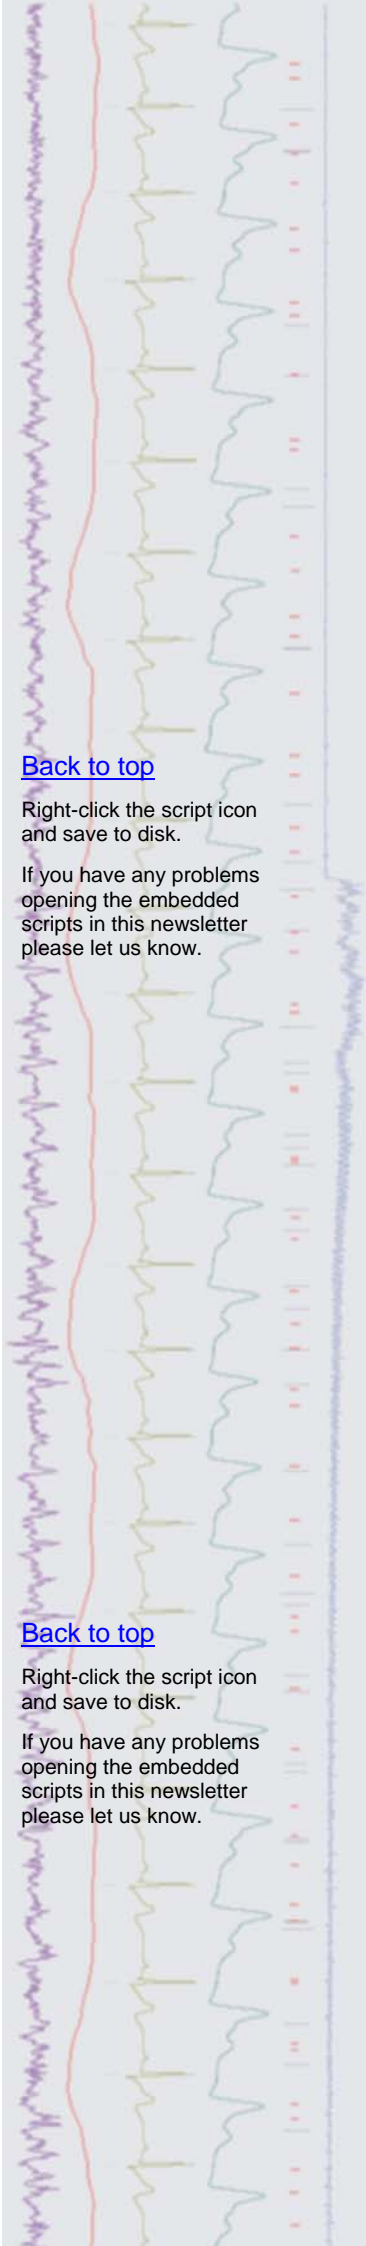 Back to top
Right-click the script icon
and save to disk.
If you have any problems
opening the embedded
scripts in this newsletter
please let us know.
Back to top
Right-click the script icon
and save to disk.
If you have any problems
opening the embedded
scripts in this newsletter
please let us know.